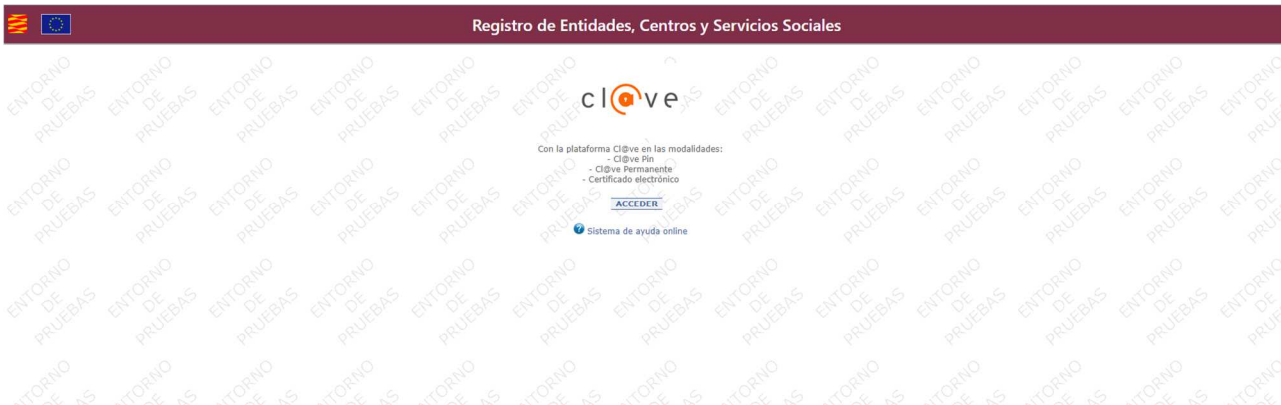 Registro de Entidades, Centros y Servicios Sociales
cl@ve
Con la plataforma Cl@ve en las modalidades:
- Cl@ve Pin
- Cl@ve Permanente
- Certificado electrónico
ACCEDER
Sistema de ayuda online
ENTORNO
DE
PRUEBAS